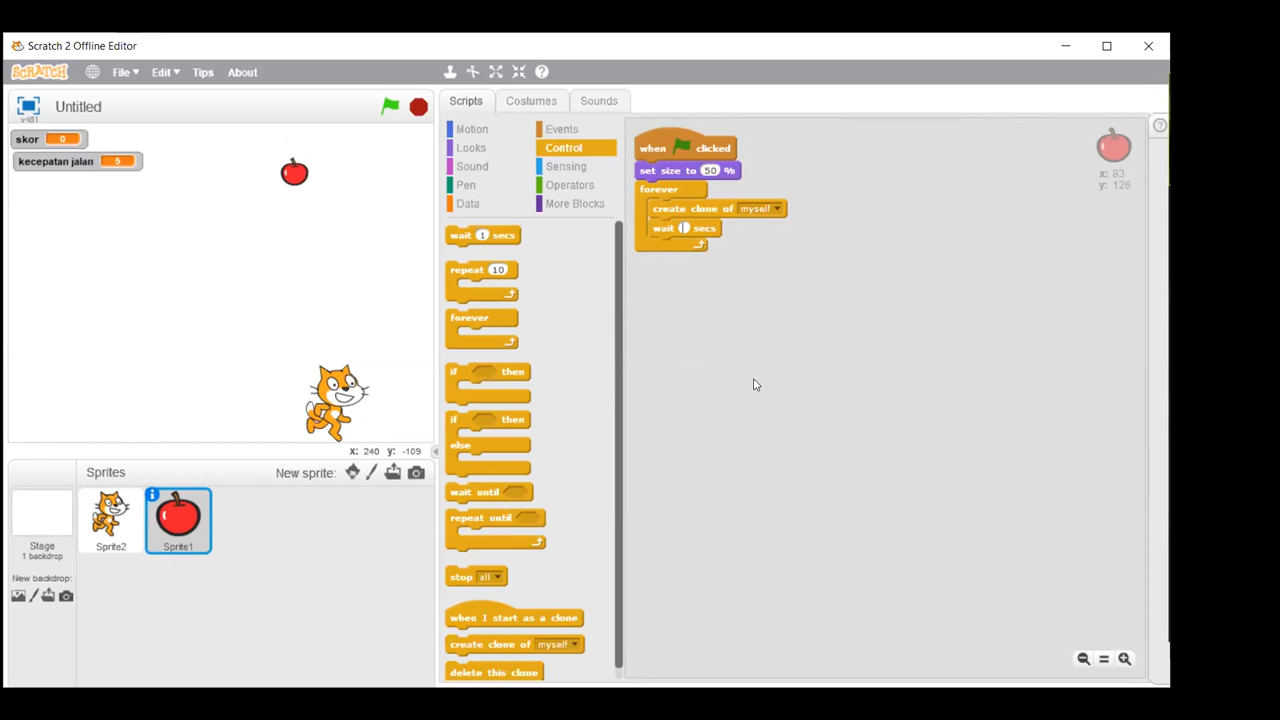 Scratch 2 Offline Editor
SCRATCH File Edit Tips About
v461 Untitled
Scripts Costumes Sounds
skor 0
kecepatan jalan 5
Motion Events
Looks Control
Sound Sensing
Pen Operators
Data More Blocks
wait 1 secs
repeat 10
forever
if then
if then
else
wait until
repeat until
stop all
when I start as a clone
create clone of myself
delete this clone
when clicked
set size to 50 %
forever
create clone of myself
wait secs
x: 83
y: 126
x: 240 y: -109
Sprites New sprite:
Stage
1 backdrop
New backdrop:
Sprite2
Sprite1